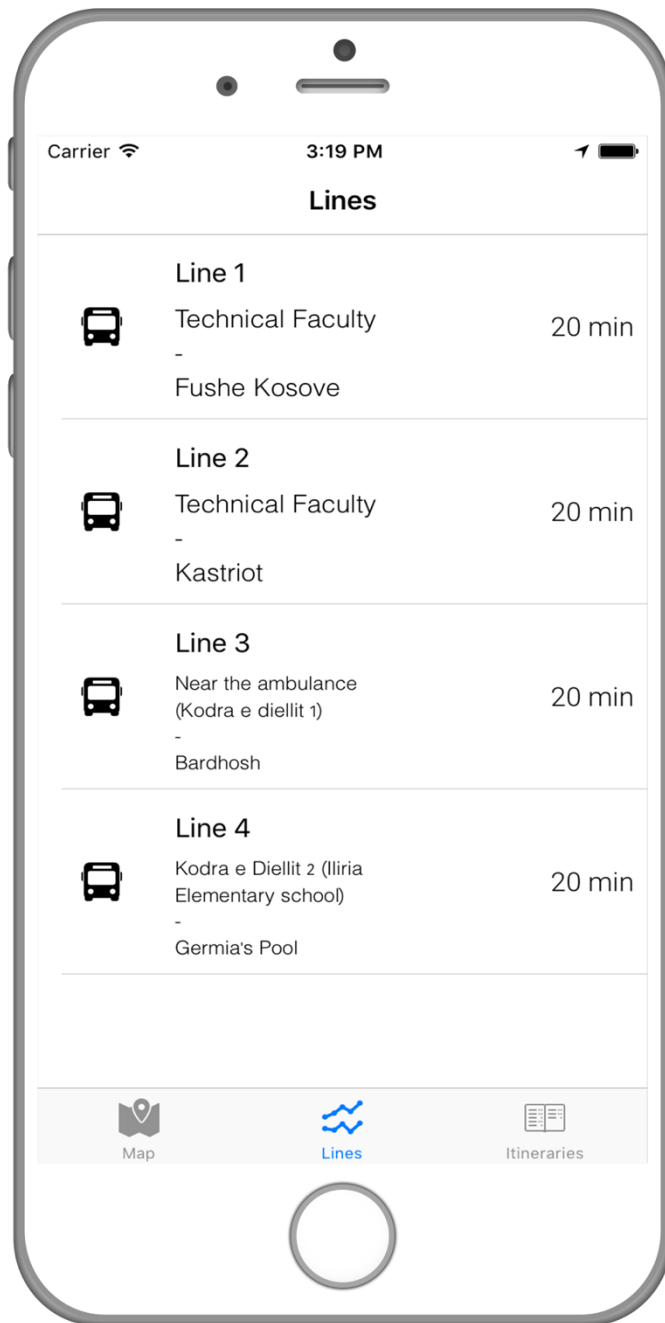 Carrier
3:19 PM
Lines
Line 1
Technical Faculty
-
Fushe Kosove
20 min
Line 2
Technical Faculty
-
Kastriot
20 min
Line 3
Near the ambulance
(Kodra e diellit 1)
-
Bardhosh
20 min
Line 4
Kodra e Diellit 2 (Iliria
Elementary school)
-
Germia's Pool
20 min
Map
Lines
Itineraries